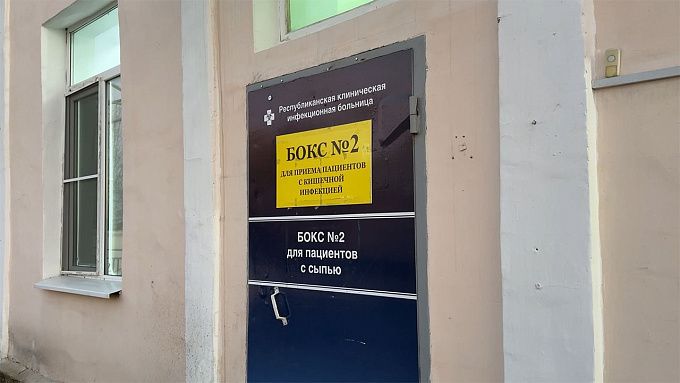 Республиканская клиническая
инфекционная больница
БОКС №2
ДЛЯ ПРИЕМА ПАЦИЕНТОВ
С КИШЕЧНОЙ
ИНФЕКЦИЕЙ
БОКС №2
для пациентов
с сыпью